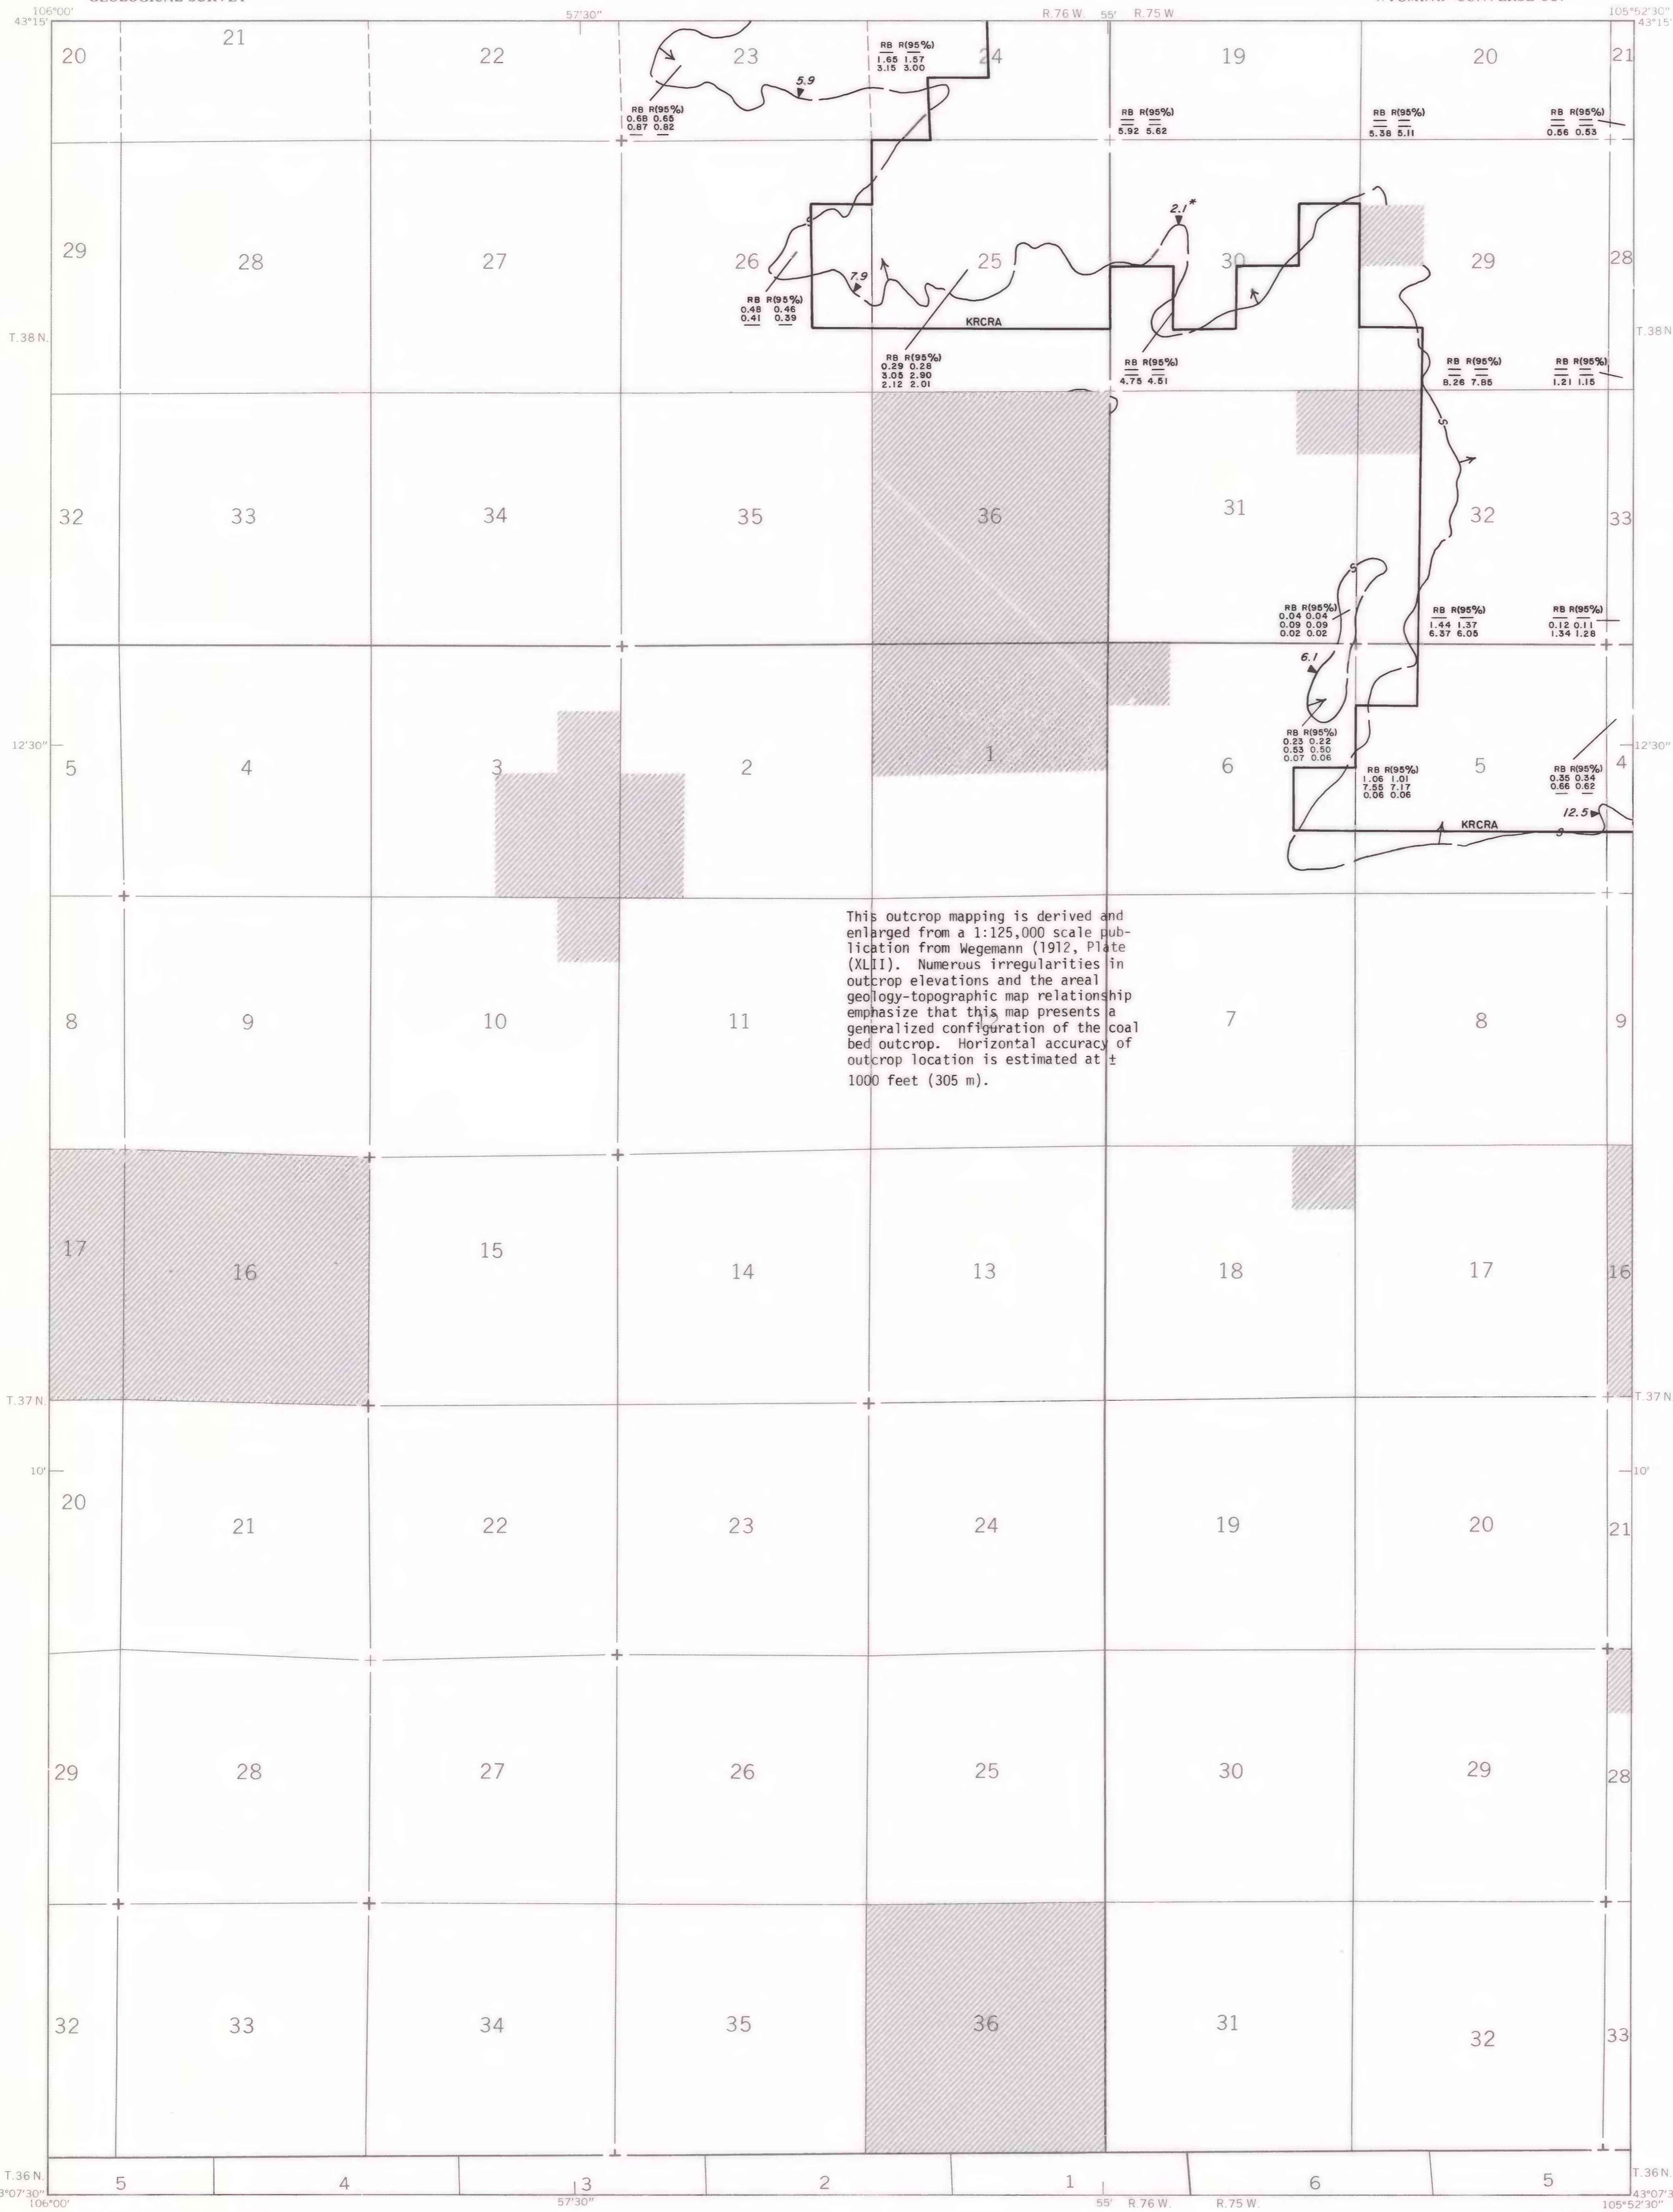 GEOLOGICAL SURVEY
106°00'
57'30"
R.76 W. 55' R.75 W.
105°52'30"
43°15'
43°15'
20 21 22 23 24 19 20 21
RB R(95%)
1.65 1.57
3.15 3.00
5.9
RB R(95%)
0.68 0.65
0.87 0.82
RB R(95%)
5.92 5.62
RB R(95%)
5.38 5.11
RB R(95%)
0.56 0.53
2.1*
29 28 27 26 25 30 29 28
S
7.9
RB R(95%)
0.48 0.46
0.41 0.39
KRCRA
T.38 N.
T.38 N
RB R(95%)
0.29 0.28
3.05 2.90
2.12 2.01
RB R(95%)
4.75 4.51
RB R(95%)
8.26 7.85
RB R(95%)
1.21 1.15
S
32 33 34 35 36 31 32 33
S
RB R(95%)
0.04 0.04
0.09 0.09
0.02 0.02
RB R(95%)
1.44 1.37
6.37 6.05
RB R(95%)
0.12 0.11
1.34 1.28
6.1
RB R(95%)
0.23 0.22
0.53 0.50
0.07 0.06
12'30"
12'30"
5 4 3 2 1 6 5 4
RB R(95%)
1.06 1.01
7.55 7.17
0.06 0.06
RB R(95%)
0.35 0.34
0.66 0.62
12.5
KRCRA
S
This outcrop mapping is derived and
enlarged from a 1:125,000 scale pub-
lication from Wegemann (1912, Plate
(XLII). Numerous irregularities in
outcrop elevations and the areal
geology-topographic map relationship
emphasize that this map presents a
generalized configuration of the coal
bed outcrop. Horizontal accuracy of
outcrop location is estimated at ±
1000 feet (305 m).
8 9 10 11 12 7 8 9
17 16 15 14 13 18 17 16
T.37 N.
T.37 N
10'
10'
20 21 22 23 24 19 20 21
29 28 27 26 25 30 29 28
32 33 34 35 36 31 32 33
T.36 N.
T.36 N.
5 4 3 2 1 6 5
3°07'30"
43°07'3
106°00'
57'30"
55' R.76 W. R.75 W.
105°52'30"